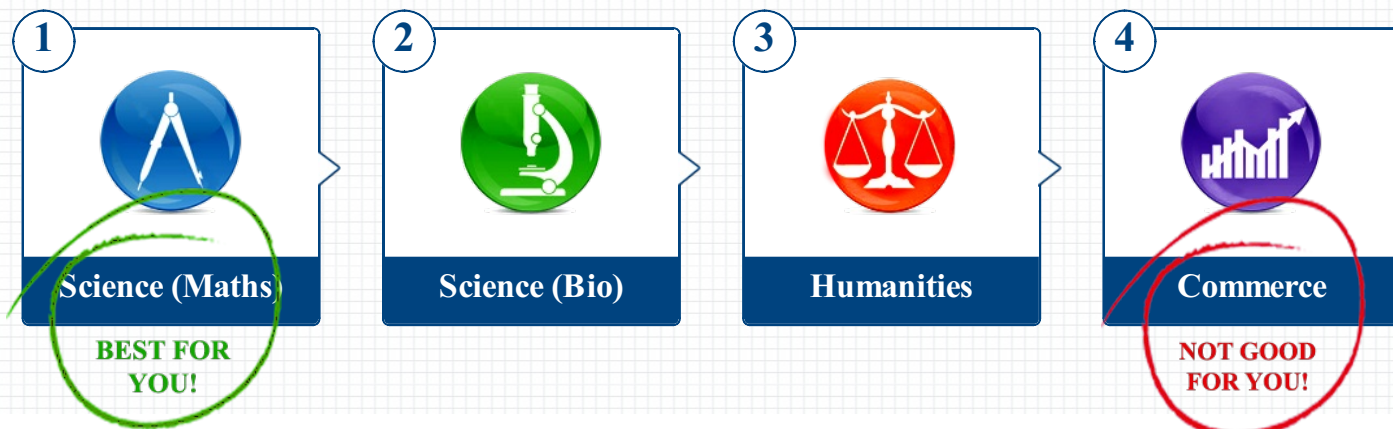 1
2
3
4
Science (Maths)
Science (Bio)
Humanities
Commerce
BEST FOR
YOU!
NOT GOOD
FOR YOU!